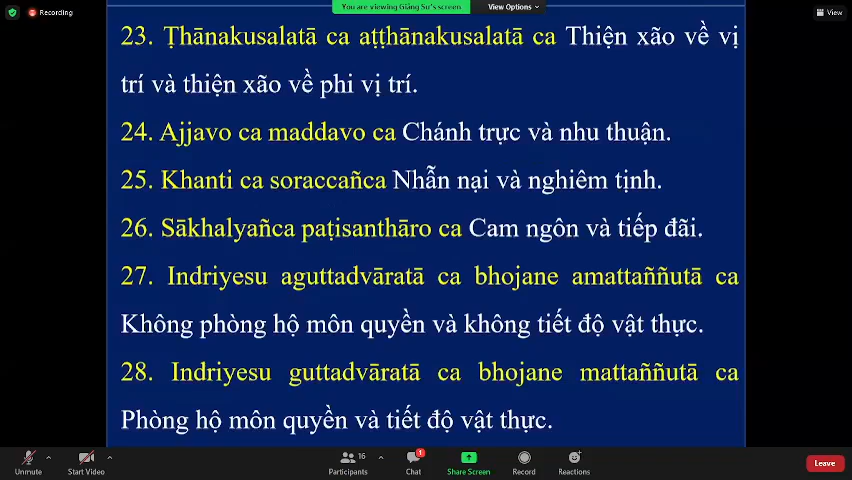 Recording
You are viewing Giảng Sư's screen
View Options
View
23. Ṭhānakusalatā ca aṭṭhānakusalatā ca Thiện xão về vị
trí và thiện xão về phi vị trí.
24. Ajjavo ca maddavo ca Chánh trực và nhu thuận.
25. Khanti ca soraccañca Nhẫn nại và nghiêm tịnh.
26. Sākhalyañca paṭisanthāro ca Cam ngôn và tiếp đãi.
27. Indriyesu aguttadvāratā ca bhojane amattaññutā ca
Không phòng hộ môn quyền và không tiết độ vật thực.
28. Indriyesu guttadvāratā ca bhojane mattaññutā ca
Phòng hộ môn quyền và tiết độ vật thực.
Unmute
Start Video
16
Participants
1
Chat
Share Screen
Record
Reactions
Leave